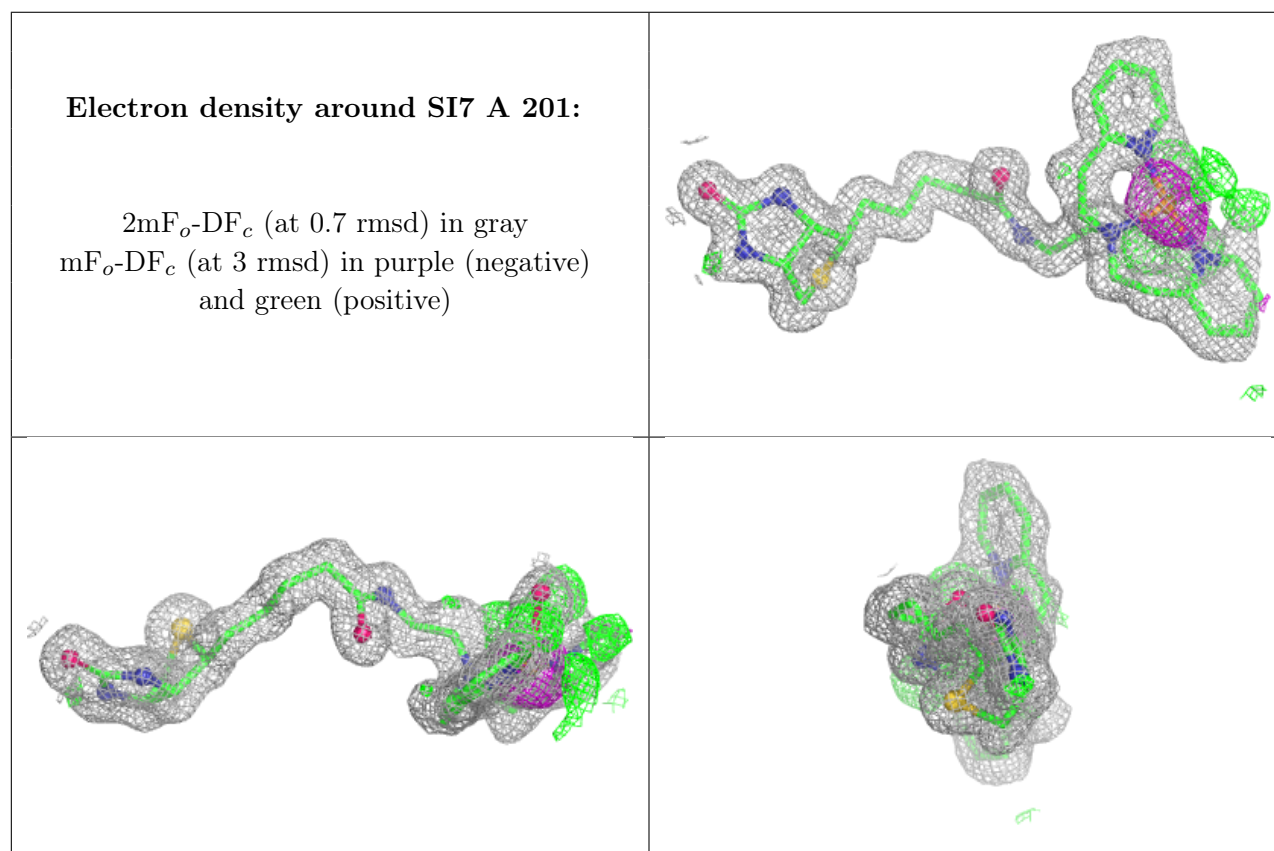 Electron density around SI7 A 201:
2mFo-DFc (at 0.7 rmsd) in gray
mFo-DFc (at 3 rmsd) in purple (negative)
and green (positive)